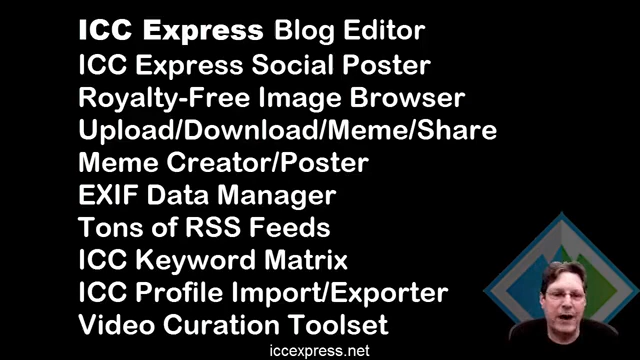 ICC Express Blog Editor
ICC Express Social Poster
Royalty-Free Image Browser
Upload/Download/Meme/Share
Meme Creator/Poster
EXIF Data Manager
Tons of RSS Feeds
ICC Keyword Matrix
ICC Profile Import/Exporter
Video Curation Toolset
iccexpress.net